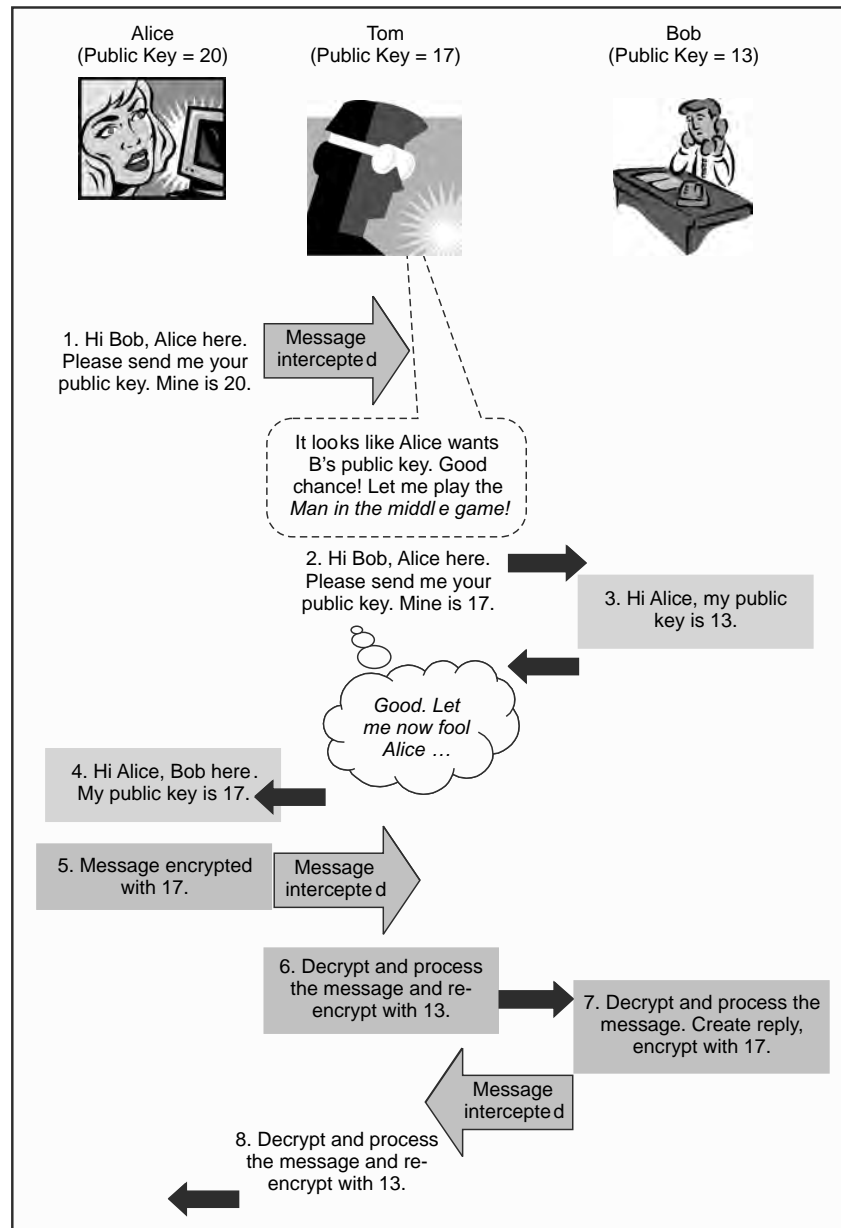 Alice
(Public Key = 20)
Tom
(Public Key = 17)
Bob
(Public Key = 13)
1. Hi Bob, Alice here.
Please send me your
public key. Mine is 20.
Message
intercepted
It looks like Alice wants
B's public key. Good
chance! Let me play the
Man in the middle game!
2. Hi Bob, Alice here.
Please send me your
public key. Mine is 17.
3. Hi Alice, my public
key is 13.
Good. Let
me now fool
Alice …
4. Hi Alice, Bob here.
My public key is 17.
5. Message encrypted
with 17.
Message
intercepted
6. Decrypt and process
the message and re-
encrypt with 13.
7. Decrypt and process the
message. Create reply,
encrypt with 17.
Message
intercepted
8. Decrypt and process
the message and re-
encrypt with 13.